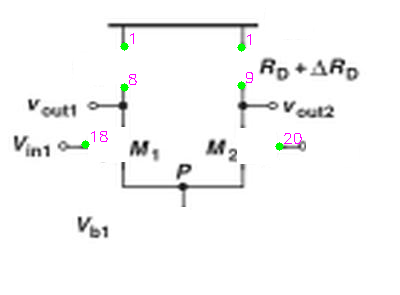 1 1
8 9 R_D + ΔR_D
v_out1 v_out2
18 20
V_in1 M_1 M_2
P
V_b1